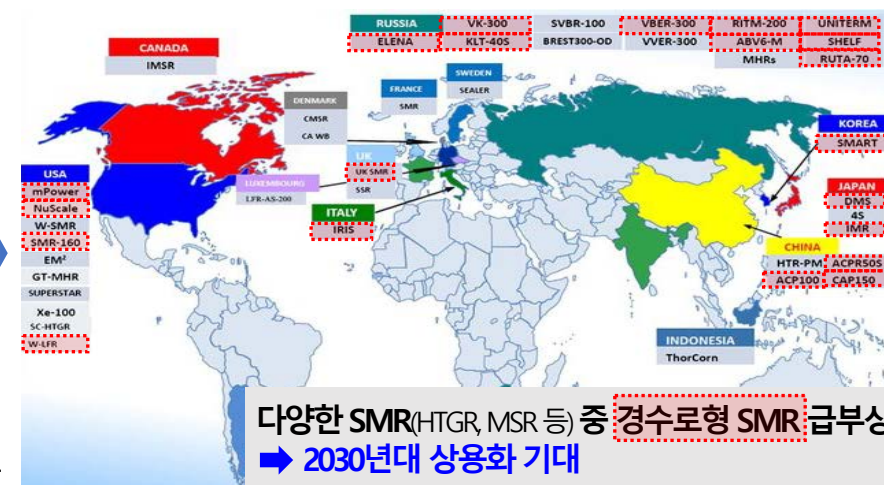 CANADA
IMSR
RUSSIA VK-300 SVBR-100 VBER-300 RITM-200 UNITERM
ELENA KLT-40S BREST300-OD VVER-300 ABV6-M SHELF
MHRs RUTA-70
DENMARK
CMSR
CA WB
FRANCE
SMR
SWEDEN
SEALER
UK
UK SMR
SSR
LUXEMBOURG
LFR-AS-200
ITALY
IRIS
USA
mPower
NuScale
W-SMR
SMR-160
EM²
GT-MHR
SUPERSTAR
Xe-100
SC-HTGR
W-LFR
KOREA
SMART
JAPAN
DMS
4S
IMR
CHINA
HTR-PM ACPR50S
ACP100 CAP150
INDONESIA
ThorCorn
다양한 SMR(HTGR, MSR 등) 중 경수로형 SMR 급부상
➡ 2030년대 상용화 기대